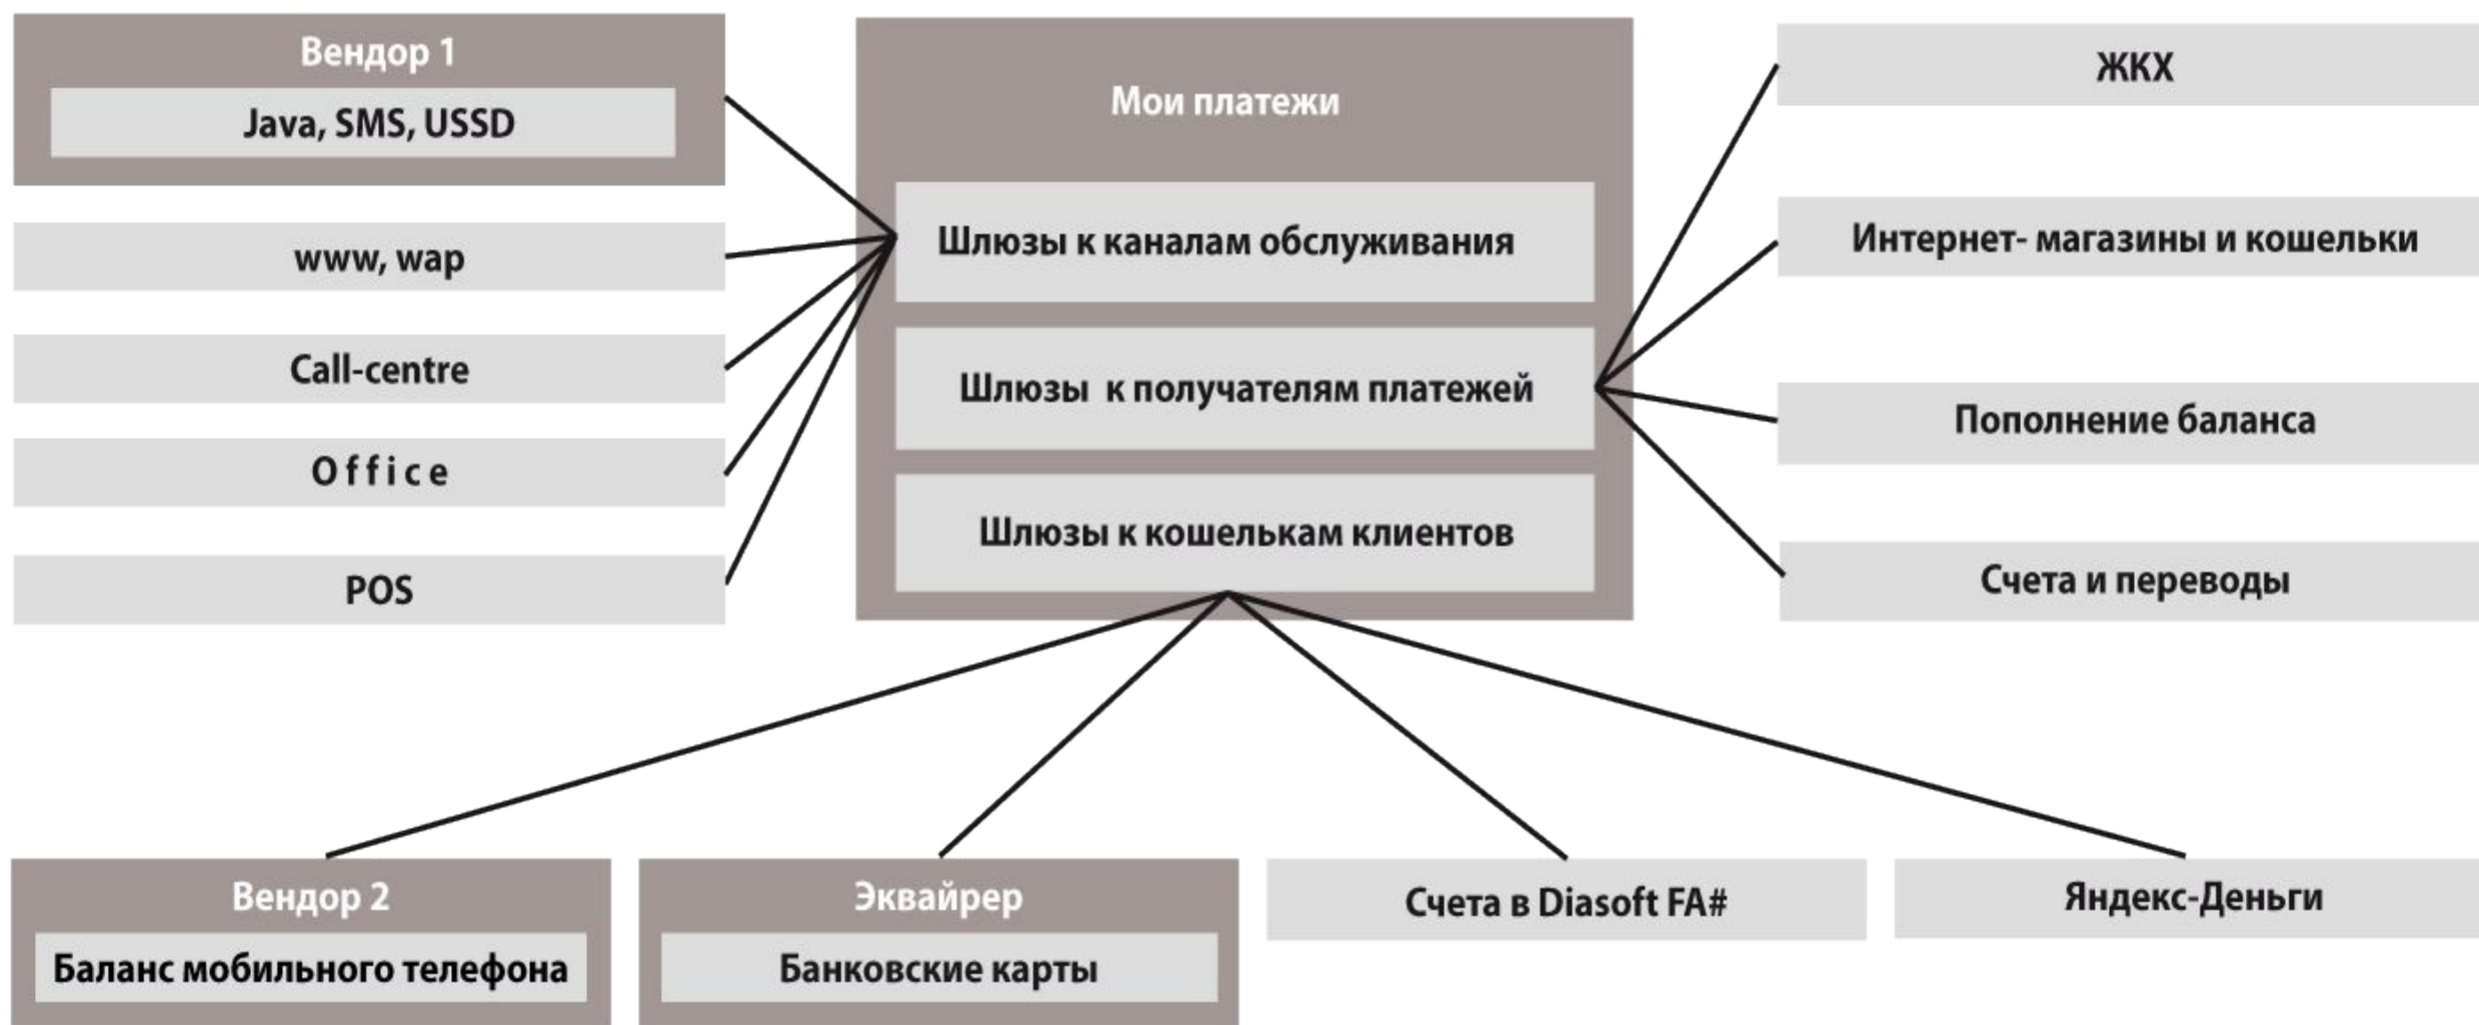 Вендор 1
Java, SMS, USSD
www, wap
Call-centre
Office
POS
Мои платежи
Шлюзы к каналам обслуживания
Шлюзы к получателям платежей
Шлюзы к кошелькам клиентов
ЖКХ
Интернет- магазины и кошельки
Пополнение баланса
Счета и переводы
Вендор 2
Баланс мобильного телефона
Эквайрер
Банковские карты
Счета в Diasoft FA#
Яндекс-Деньги